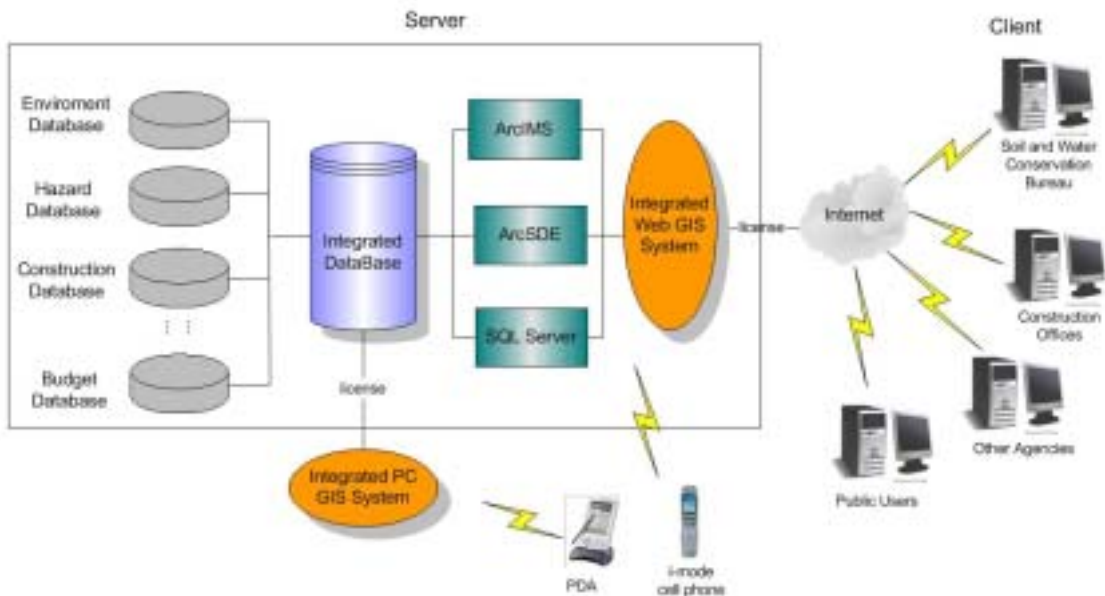 Server
Client
Enviroment
Database
Hazard
Database
Construction
Database
Budget
Database
Integrated
DataBase
ArcIMS
ArcSDE
SQL Server
Integrated
Web GIS
System
license
Internet
Soil and Water
Conservation
Bureau
Construction
Offices
Other Agencies
Public Users
license
Integrated PC
GIS System
PDA
i-mode
cell phone